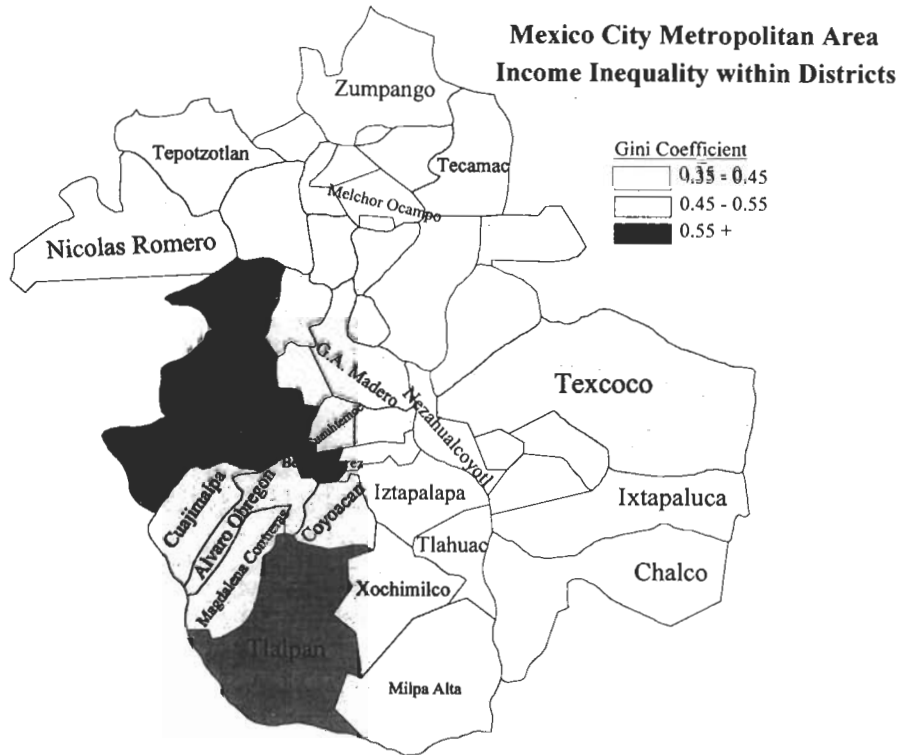 Mexico City Metropolitan Area
Income Inequality within Districts
Zumpango
Tepotzotlan
Tecamac
Gini Coefficient
0.45
0.45 - 0.55
0.55 +
Melchor Ocampo
Nicolas Romero
G.A. Madero
Texcoco
Nezahualcoyotl
Iztapalapa
Ixtapaluca
Cuajimalpa
Alvaro Obregon
Coyoacan
Magdalena Contreras
Tlahuac
Chalco
Xochimilco
Tlalpan
Milpa Alta